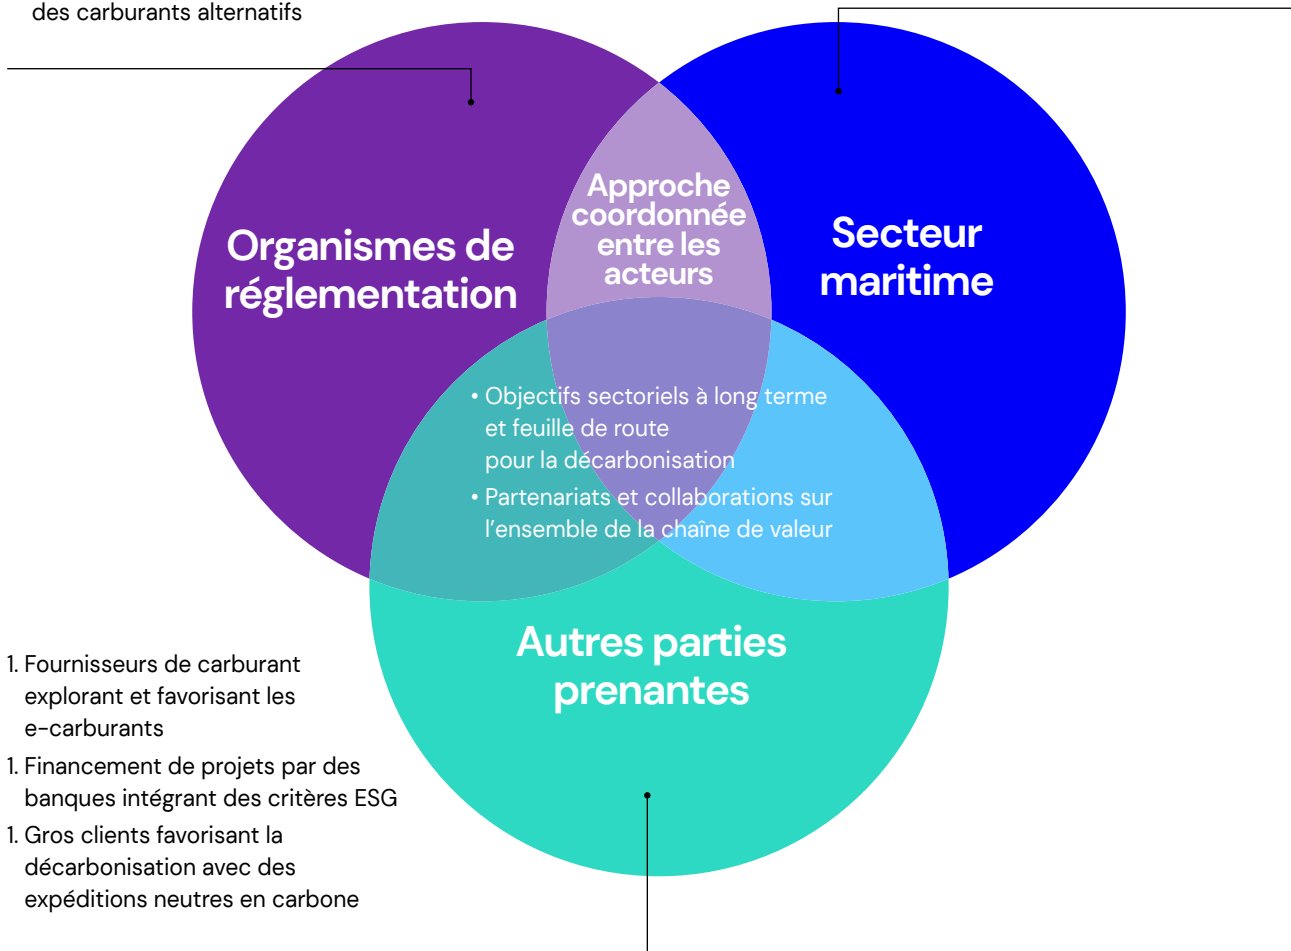 des carburants alternatifs
Approche
coordonnée
entre les
acteurs
Organismes de
réglementation
Secteur
maritime
• Objectifs sectoriels à long terme
et feuille de route
pour la décarbonisation
• Partenariats et collaborations sur
l'ensemble de la chaîne de valeur
Autres parties
prenantes
1. Fournisseurs de carburant
explorant et favorisant les
e-carburants
1. Financement de projets par des
banques intégrant des critères ESG
1. Gros clients favorisant la
décarbonisation avec des
expéditions neutres en carbone